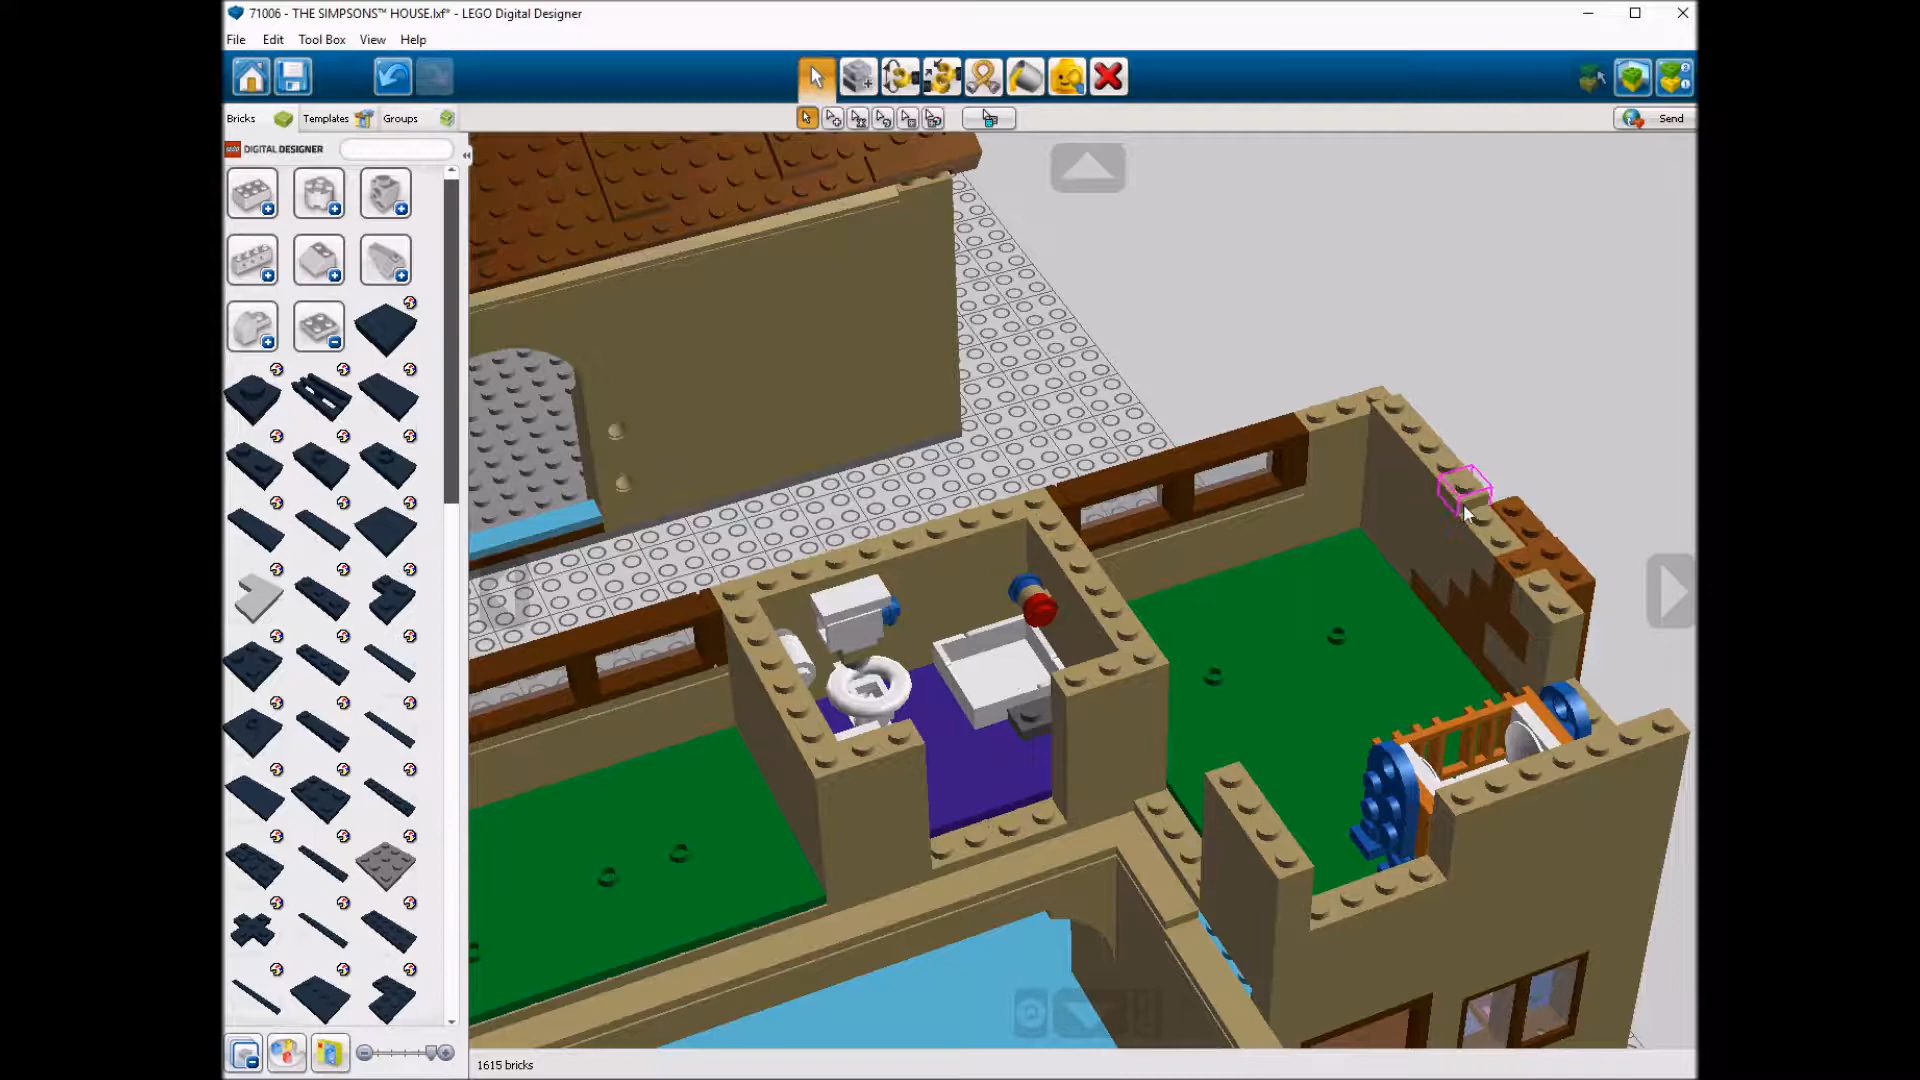 71006 - THE SIMPSONS™ HOUSE.lxf* - LEGO Digital Designer
File Edit Tool Box View Help
Bricks Templates Groups
Send
LEGO DIGITAL DESIGNER
1615 bricks